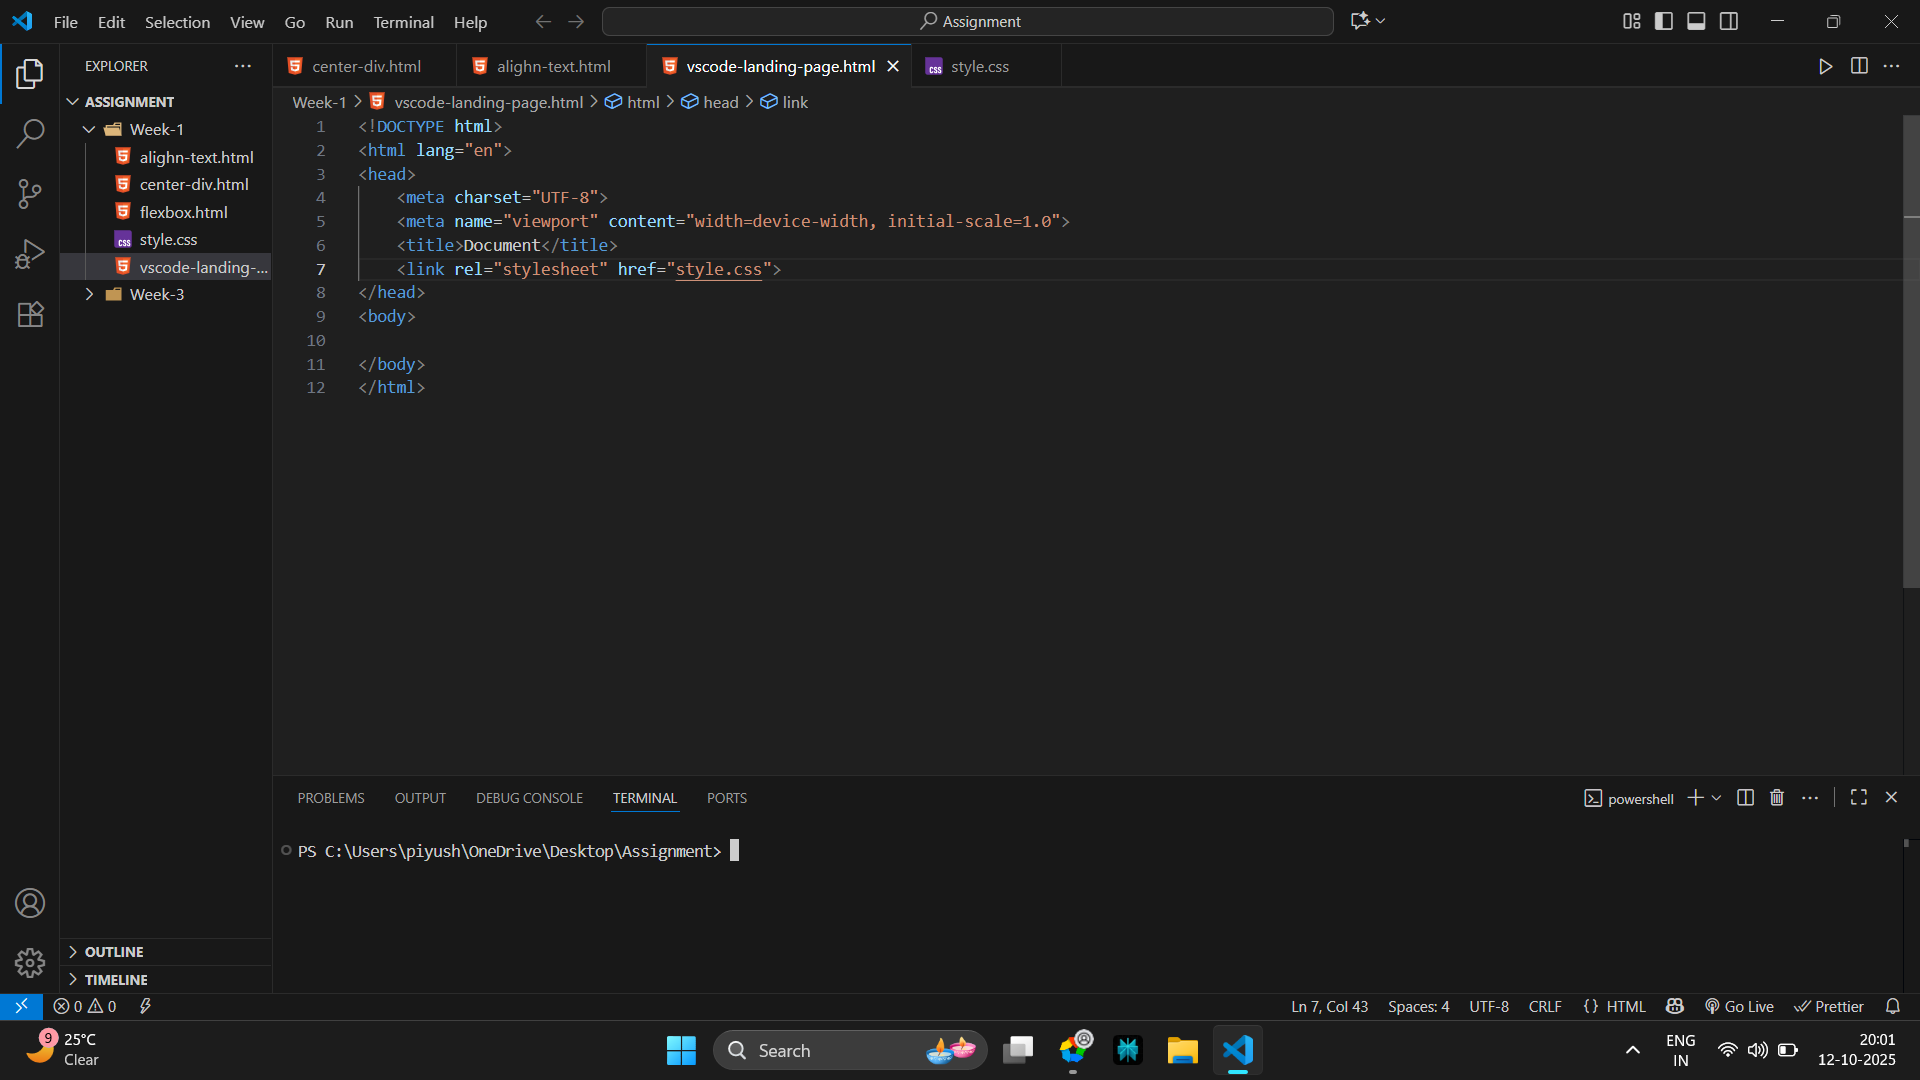 File Edit Selection View Go Run Terminal Help
Assignment
EXPLORER
ASSIGNMENT
Week-1
alighn-text.html
center-div.html
flexbox.html
style.css
vscode-landing-...
Week-3
OUTLINE
TIMELINE
center-div.html alighn-text.html vscode-landing-page.html style.css
Week-1 > vscode-landing-page.html > html > head > link
1 <!DOCTYPE html>
2 <html lang="en">
3 <head>
4     <meta charset="UTF-8">
5     <meta name="viewport" content="width=device-width, initial-scale=1.0">
6     <title>Document</title>
7     <link rel="stylesheet" href="style.css">
8 </head>
9 <body>
10
11 </body>
12 </html>
PROBLEMS OUTPUT DEBUG CONSOLE TERMINAL PORTS
powershell
PS C:\Users\piyush\OneDrive\Desktop\Assignment>
0 0 Ln 7, Col 43 Spaces: 4 UTF-8 CRLF {} HTML Go Live Prettier
9
25°C
Clear
Search
ENG
IN
20:01
12-10-2025